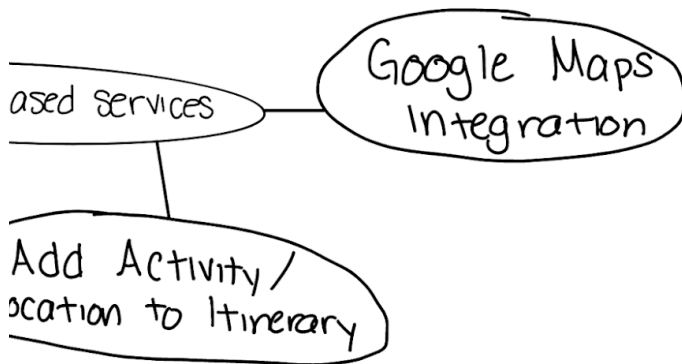 Google Maps
Integration
ased services
Add Activity/
ocation to Itinerary